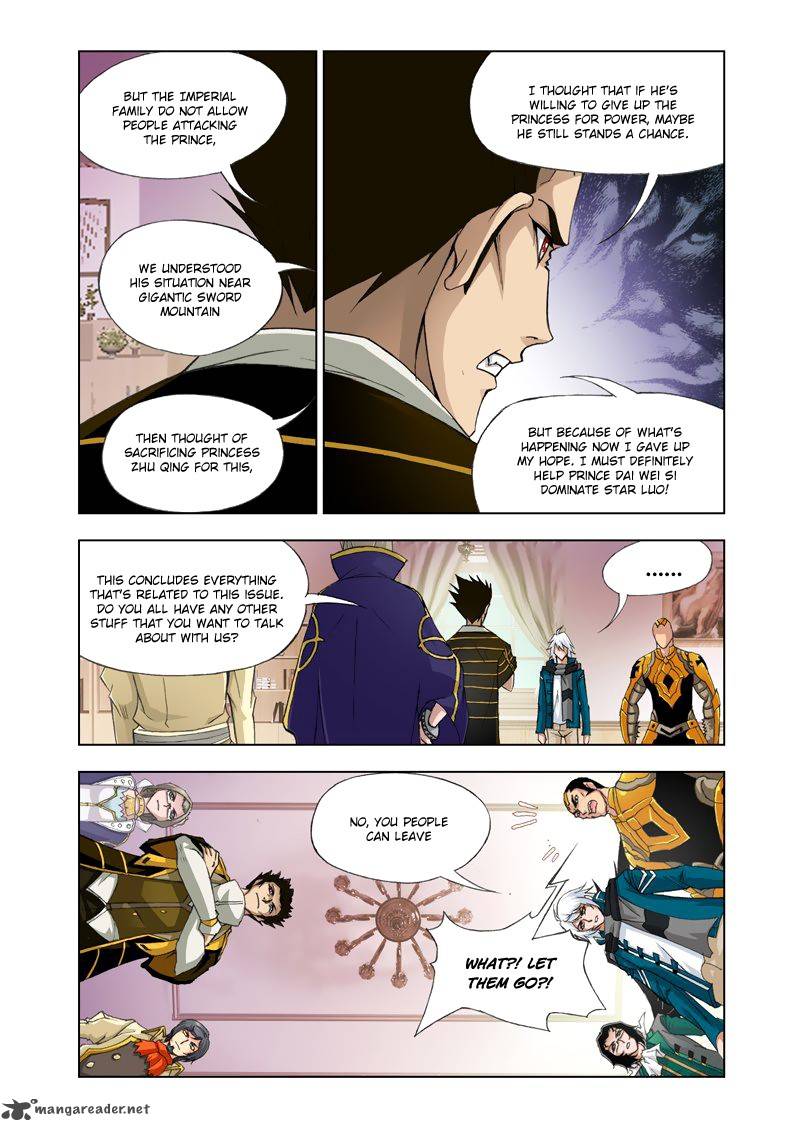 BUT THE IMPERIAL
FAMILY DO NOT ALLOW
PEOPLE ATTACKING
THE PRINCE,
WE UNDERSTOOD
HIS SITUATION NEAR
GIGANTIC SWORD
MOUNTAIN
THEN THOUGHT OF
SACRIFICING PRINCESS
ZHU QING FOR THIS,
I THOUGHT THAT IF HE'S
WILLING TO GIVE UP THE
PRINCESS FOR POWER, MAYBE
HE STILL STANDS A CHANCE.
BUT BECAUSE OF WHAT'S
HAPPENING NOW I GAVE UP
MY HOPE. I MUST DEFINITELY
HELP PRINCE DAI WEI SI
DOMINATE STAR LUO!
THIS CONCLUDES EVERYTHING
THAT'S RELATED TO THIS ISSUE.
DO YOU ALL HAVE ANY OTHER
STUFF THAT YOU WANT TO TALK
ABOUT WITH US?
......
NO, YOU PEOPLE
CAN LEAVE
WHAT?! LET
THEM GO?!
mangareader.net